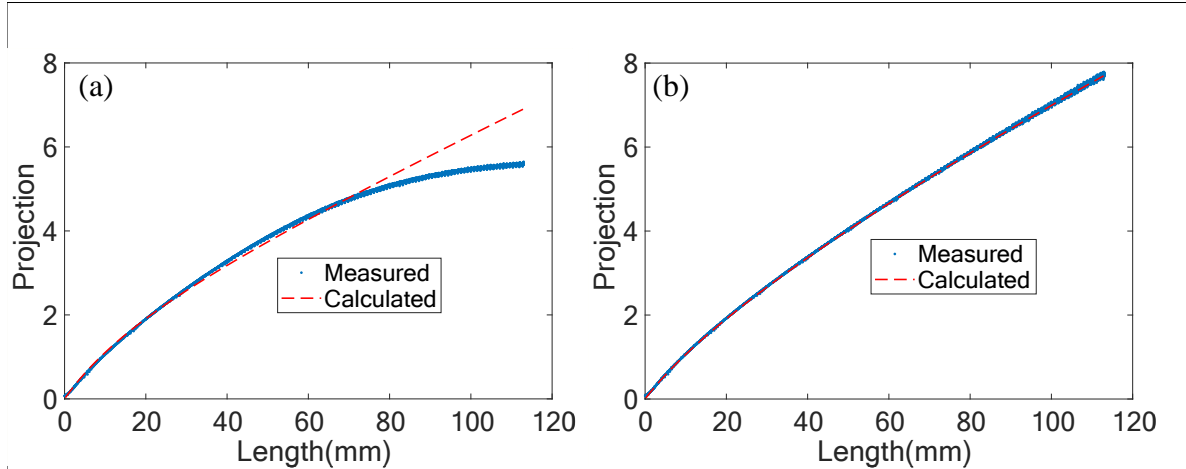 (a)
8
6
4
2
0
Projection
Measured
Calculated
0 20 40 60 80 100 120
Length(mm)
(b)
8
6
4
2
0
Projection
Measured
Calculated
0 20 40 60 80 100 120
Length(mm)